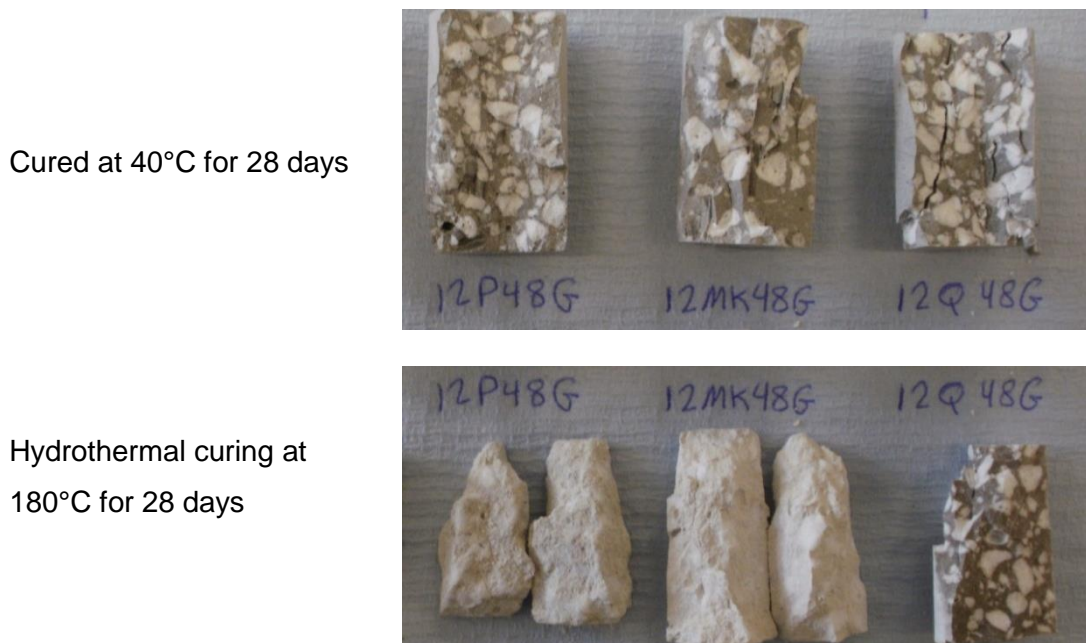 Cured at 40°C for 28 days
12P48G 12MK48G 12Q 48G
12P48G 12MK48G 12Q 48G
Hydrothermal curing at
180°C for 28 days